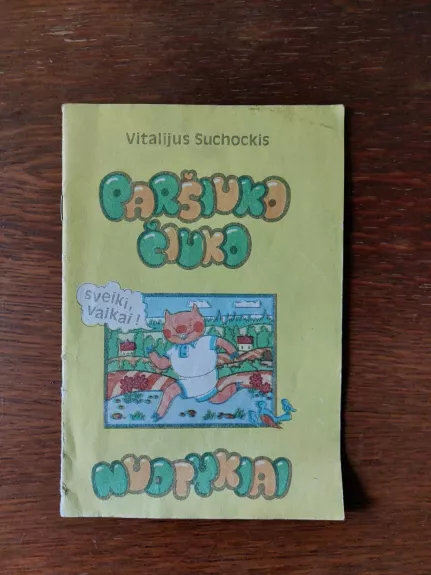 Vitalijus Suchockis
PARŠIUKO
ČIUKO
sveiki,
vaikai!
NUOTYKIAI